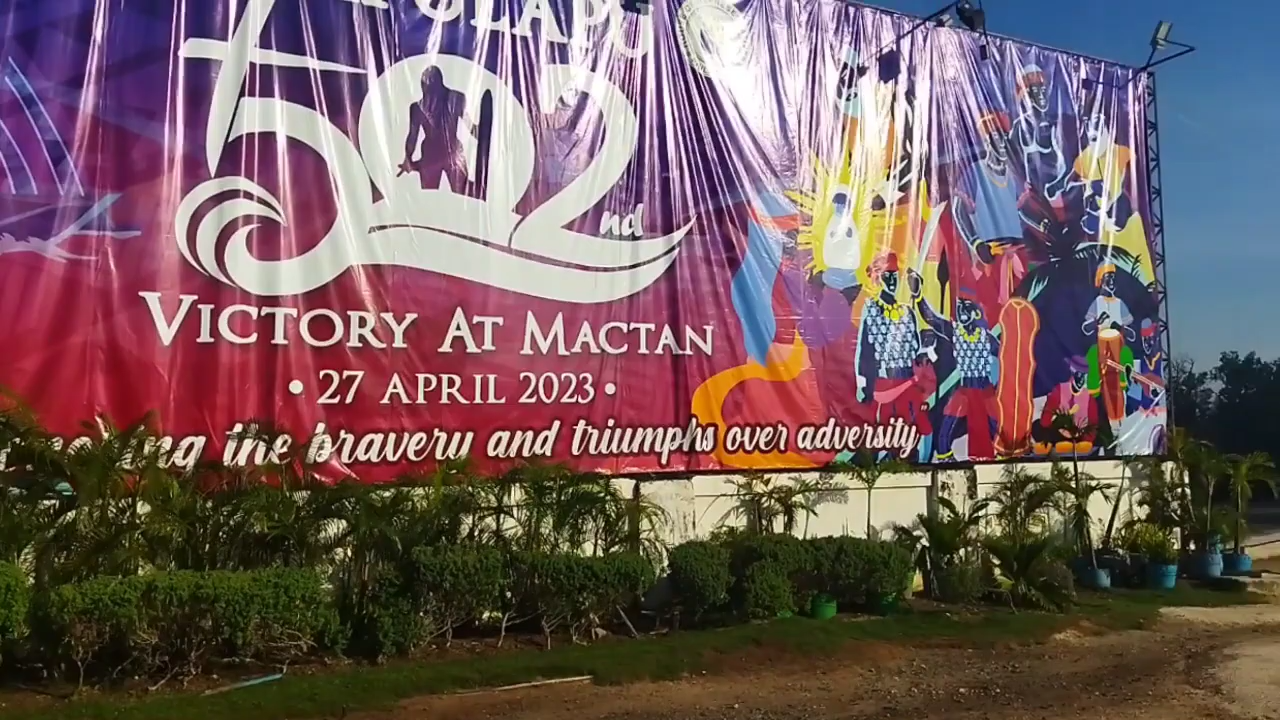 502nd
VICTORY AT MACTAN
• 27 APRIL 2023 •
the bravery and triumphs over adversity